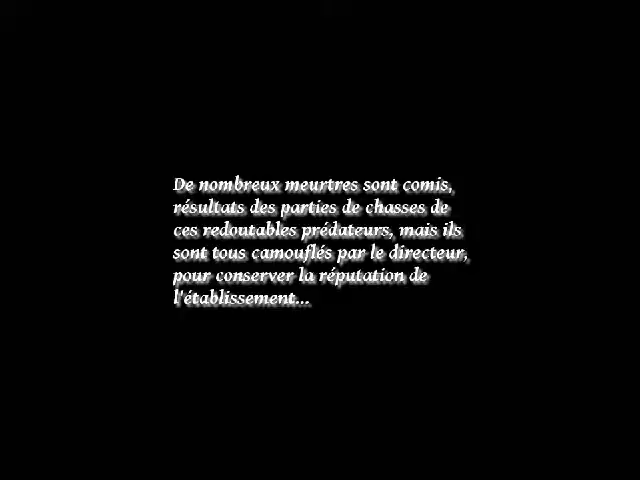 De nombreux meurtres sont comis,
résultats des parties de chasses de
ces redoutables prédateurs, mais ils
sont tous camouflés par le directeur,
pour conserver la réputation de
l'établissement...